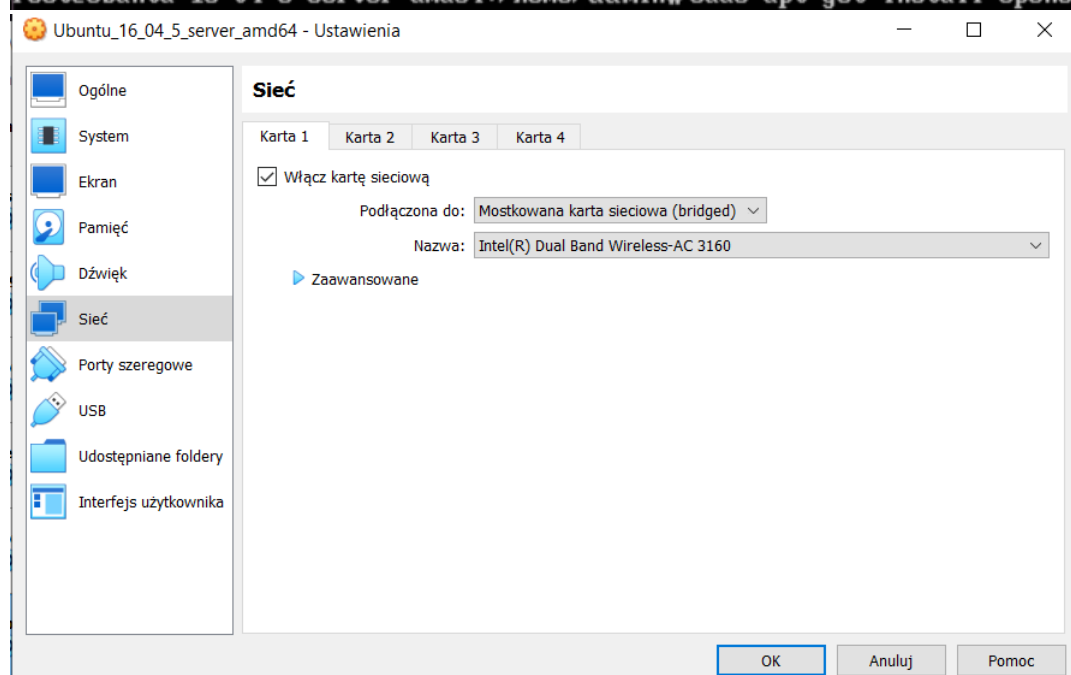 Ubuntu_16_04_5_server_amd64 - Ustawienia
Ogólne
System
Ekran
Pamięć
Dźwięk
Sieć
Porty szeregowe
USB
Udostępniane foldery
Interfejs użytkownika
Sieć
Karta 1 Karta 2 Karta 3 Karta 4
Włącz kartę sieciową
Podłączona do: Mostkowana karta sieciowa (bridged)
Nazwa: Intel(R) Dual Band Wireless-AC 3160
Zaawansowane
OK Anuluj Pomoc